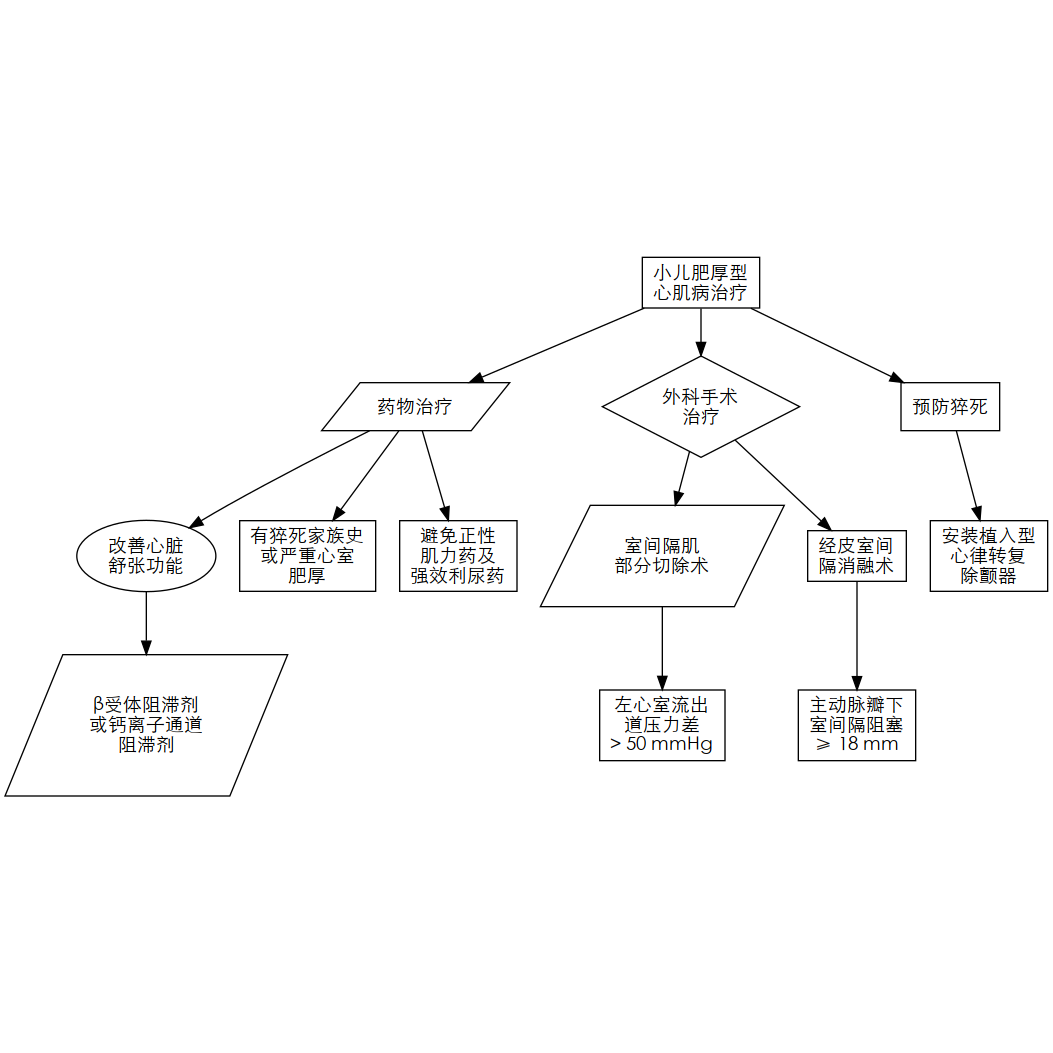 小儿肥厚型
心肌病治疗
药物治疗
外科手术
治疗
预防猝死
改善心脏
舒张功能
有猝死家族史
或严重心室
肥厚
避免正性
肌力药及
强效利尿药
室间隔肌
部分切除术
经皮室间
隔消融术
安装植入型
心律转复
除颤器
β受体阻滞剂
或钙离子通道
阻滞剂
左心室流出
道压力差
> 50 mmHg
主动脉瓣下
室间隔阻塞
⩾ 18 mm